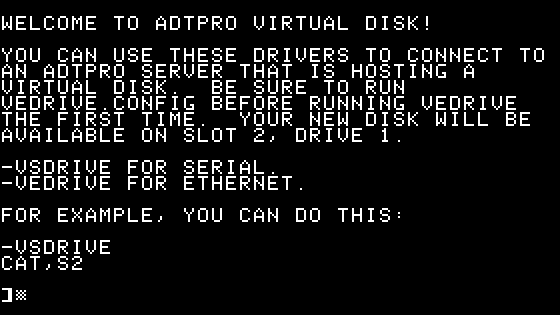 WELCOME TO ADTPRO VIRTUAL DISK!
YOU CAN USE THESE DRIVERS TO CONNECT TO
AN ADTPRO SERVER THAT IS HOSTING A
VIRTUAL DISK.  BE SURE TO RUN
VEDRIVE.CONFIG BEFORE RUNNING VEDRIVE
THE FIRST TIME.  YOUR NEW DISK WILL BE
AVAILABLE ON SLOT 2, DRIVE 1.
-VSDRIVE FOR SERIAL.
-VEDRIVE FOR ETHERNET.
FOR EXAMPLE, YOU CAN DO THIS:
-VSDRIVE
CAT,S2
]